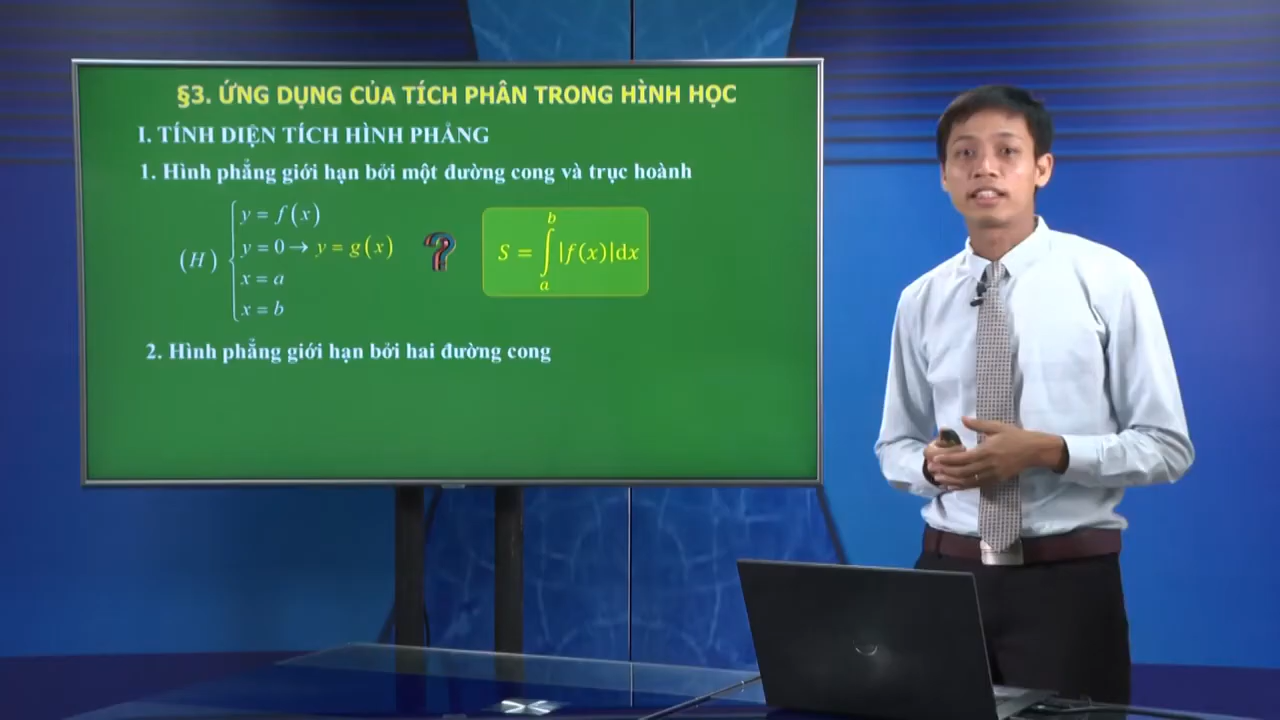 §3. ỨNG DỤNG CỦA TÍCH PHÂN TRONG HÌNH HỌC
I. TÍNH DIỆN TÍCH HÌNH PHẲNG
1. Hình phẳng giới hạn bởi một đường cong và trục hoành
y = f(x)
(H) y = 0 → y = g(x) ? S = ∫_a^b |f(x)|dx
x = a
x = b
2. Hình phẳng giới hạn bởi hai đường cong